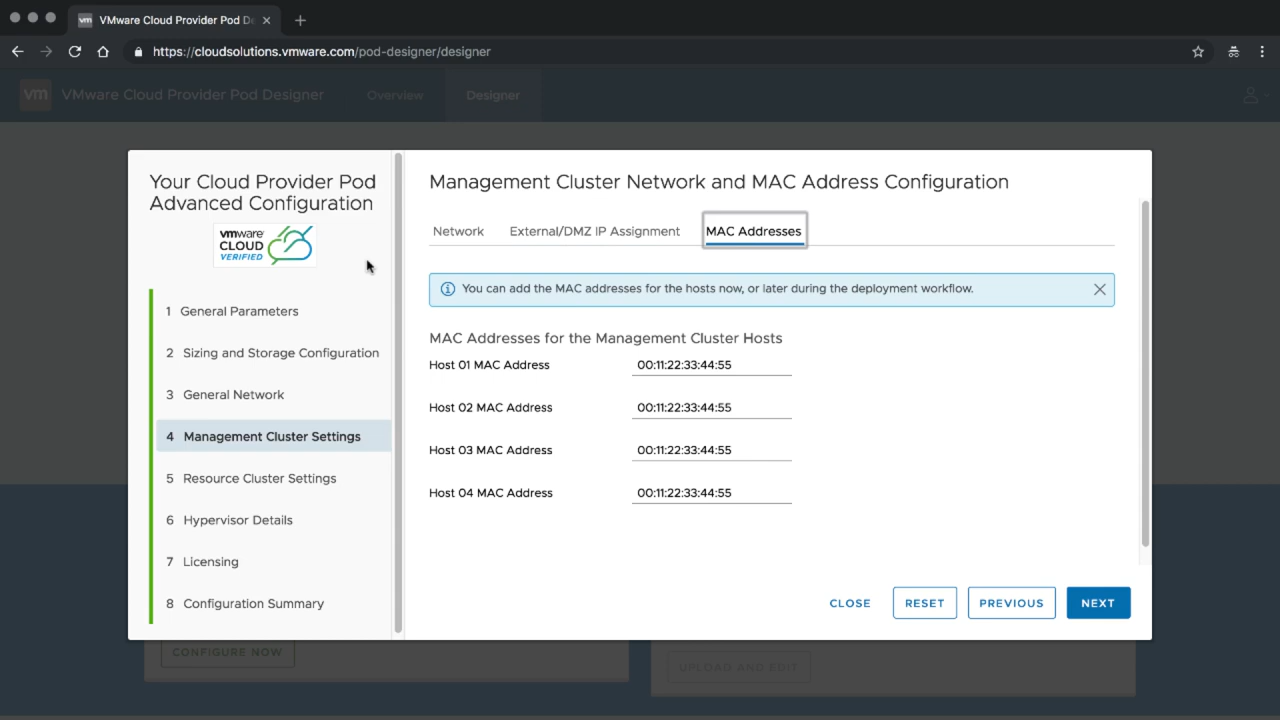 vm VMware Cloud Provider Pod De
https://cloudsolutions.vmware.com/pod-designer/designer
vm VMware Cloud Provider Pod Designer Overview Designer
Your Cloud Provider Pod
Advanced Configuration
vmware
CLOUD
VERIFIED
1 General Parameters
2 Sizing and Storage Configuration
3 General Network
4 Management Cluster Settings
5 Resource Cluster Settings
6 Hypervisor Details
7 Licensing
8 Configuration Summary
Management Cluster Network and MAC Address Configuration
Network External/DMZ IP Assignment MAC Addresses
You can add the MAC addresses for the hosts now, or later during the deployment workflow.
MAC Addresses for the Management Cluster Hosts
Host 01 MAC Address 00:11:22:33:44:55
Host 02 MAC Address 00:11:22:33:44:55
Host 03 MAC Address 00:11:22:33:44:55
Host 04 MAC Address 00:11:22:33:44:55
CLOSE RESET PREVIOUS NEXT
CONFIGURE NOW
UPLOAD AND EDIT